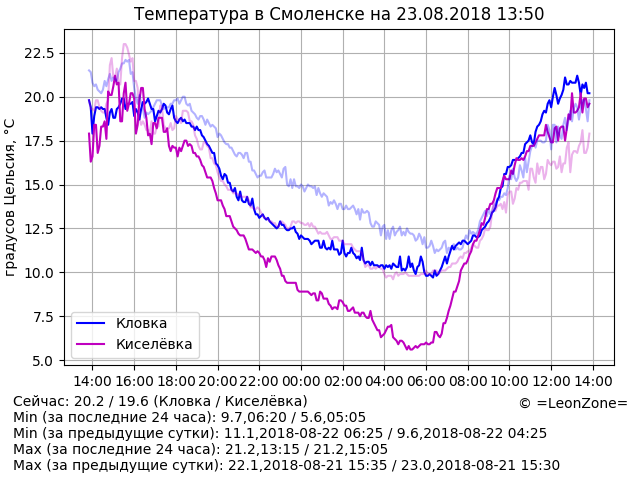 Температура в Смоленске на 23.08.2018 13:50
градусов Цельсия, °C
22.5
20.0
17.5
15.0
12.5
10.0
7.5
5.0
Кловка
Киселёвка
14:00 16:00 18:00 20:00 22:00 00:00 02:00 04:00 06:00 08:00 10:00 12:00 14:00
Сейчас: 20.2 / 19.6 (Кловка / Киселёвка)
© =LeonZone=
Min (за последние 24 часа): 9.7,06:20 / 5.6,05:05
Min (за предыдущие сутки): 11.1,2018-08-22 06:25 / 9.6,2018-08-22 04:25
Max (за последние 24 часа): 21.2,13:15 / 21.2,15:05
Max (за предыдущие сутки): 22.1,2018-08-21 15:35 / 23.0,2018-08-21 15:30